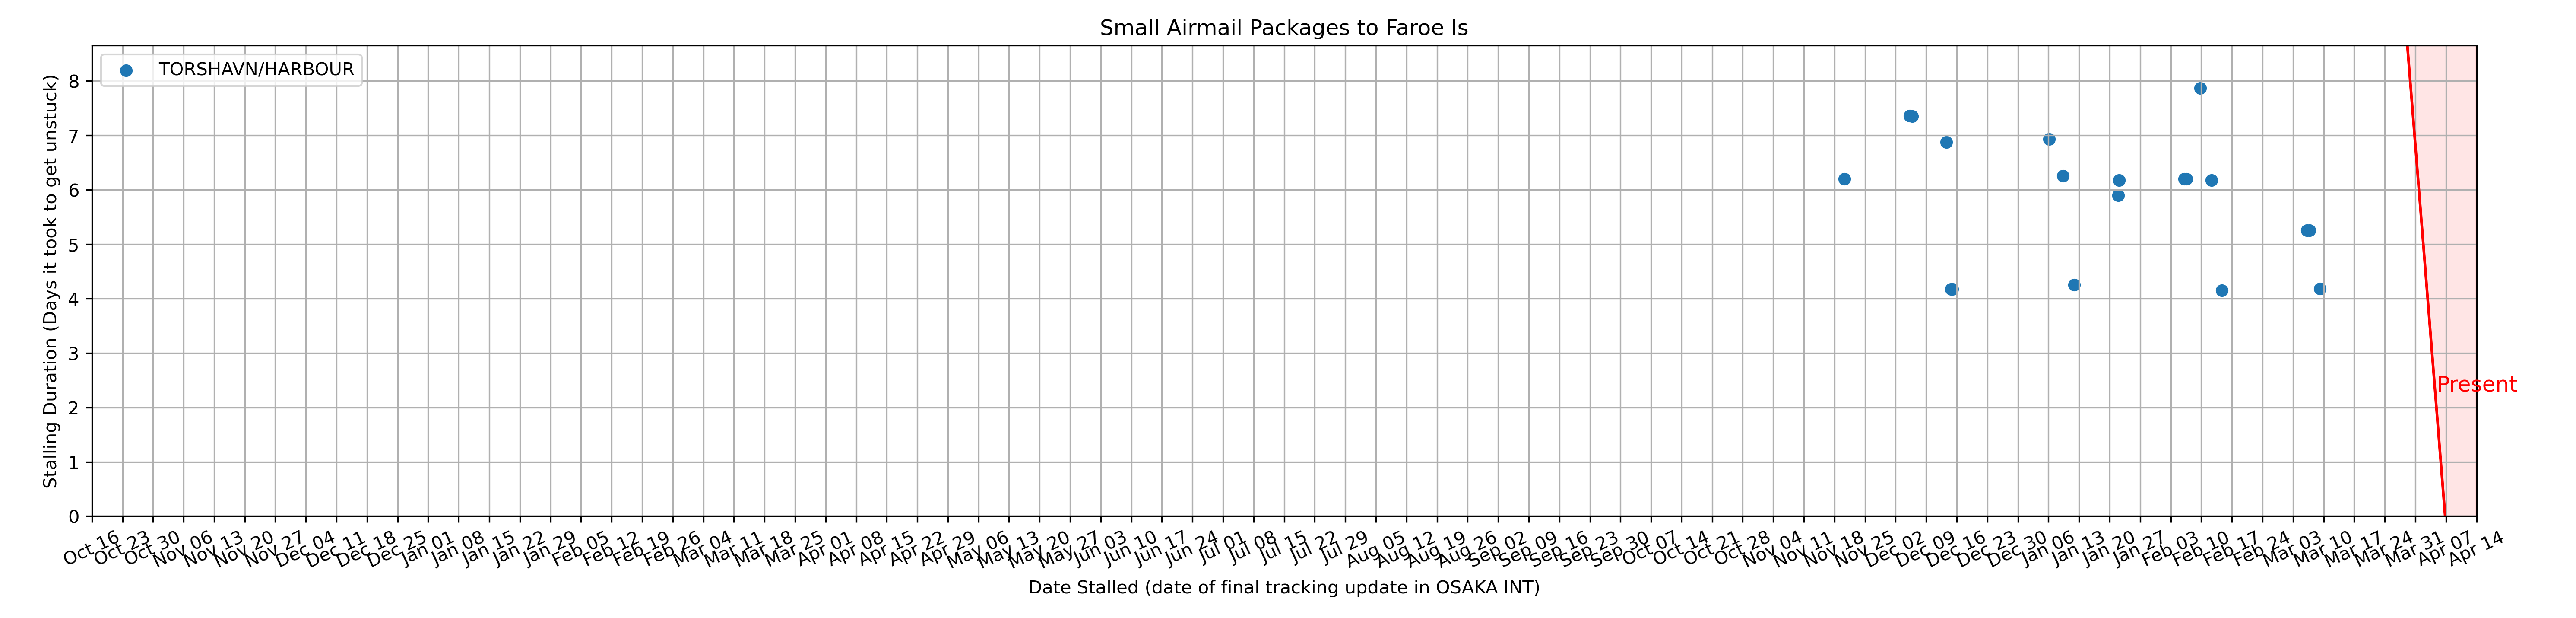 Small Airmail Packages to Faroe Is
TORSHAVN/HARBOUR
Stalling Duration (Days it took to get unstuck)
8
7
6
5
4
3
2
1
0
Present
Oct 16 Oct 23 Oct 30 Nov 06 Nov 13 Nov 20 Nov 27 Dec 04 Dec 11 Dec 18 Dec 25 Jan 01 Jan 08 Jan 15 Jan 22 Jan 29 Feb 05 Feb 12 Feb 19 Feb 26 Mar 04 Mar 11 Mar 18 Mar 25 Apr 01 Apr 08 Apr 15 Apr 22 Apr 29 May 06 May 13 May 20 May 27 Jun 03 Jun 10 Jun 17 Jun 24 Jul 01 Jul 08 Jul 15 Jul 22 Jul 29 Aug 05 Aug 12 Aug 19 Aug 26 Sep 02 Sep 09 Sep 16 Sep 23 Sep 30 Oct 07 Oct 14 Oct 21 Oct 28 Nov 04 Nov 11 Nov 18 Nov 25 Dec 02 Dec 09 Dec 16 Dec 23 Dec 30 Jan 06 Jan 13 Jan 20 Jan 27 Feb 03 Feb 10 Feb 17 Feb 24 Mar 03 Mar 10 Mar 17 Mar 24 Mar 31 Apr 07 Apr 14
Date Stalled (date of final tracking update in OSAKA INT)